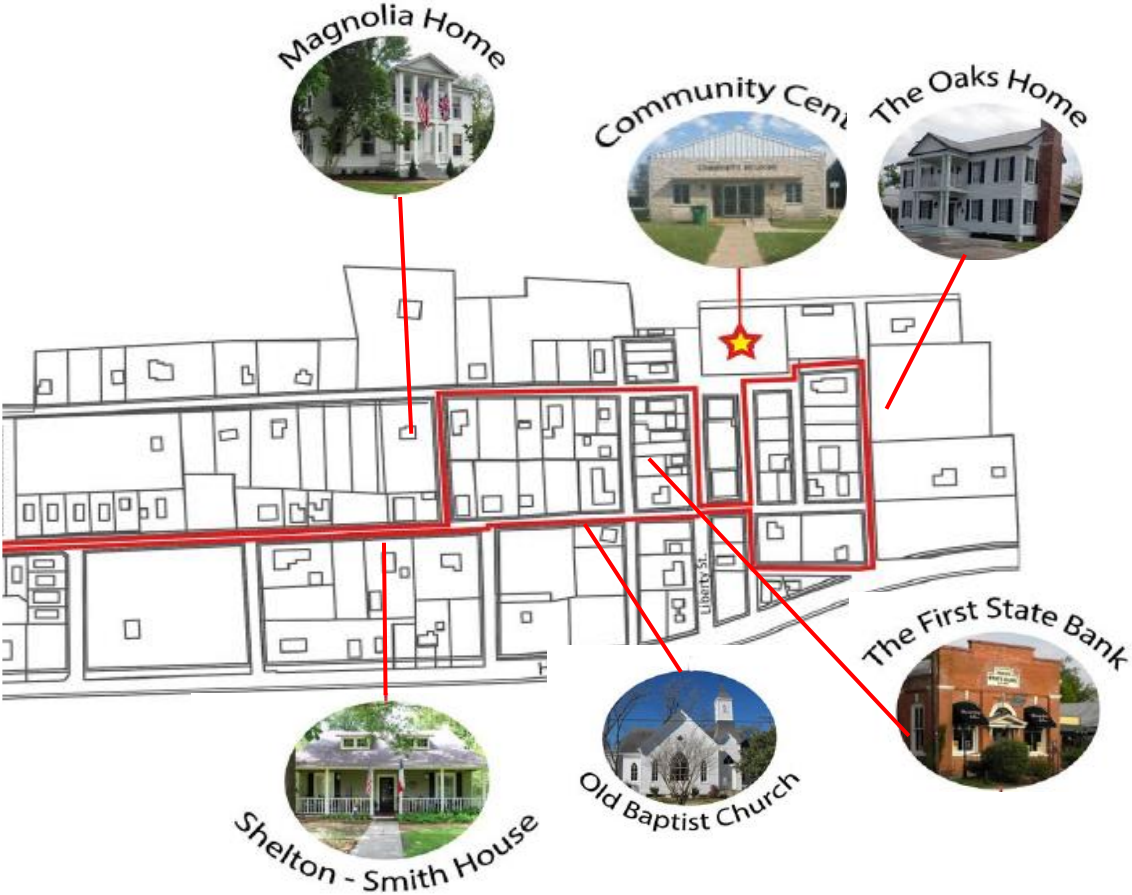 Magnolia Home
Community Cent
The Oaks Home
Liberty St.
H
The First State Bank
Old Baptist Church
Shelton - Smith House